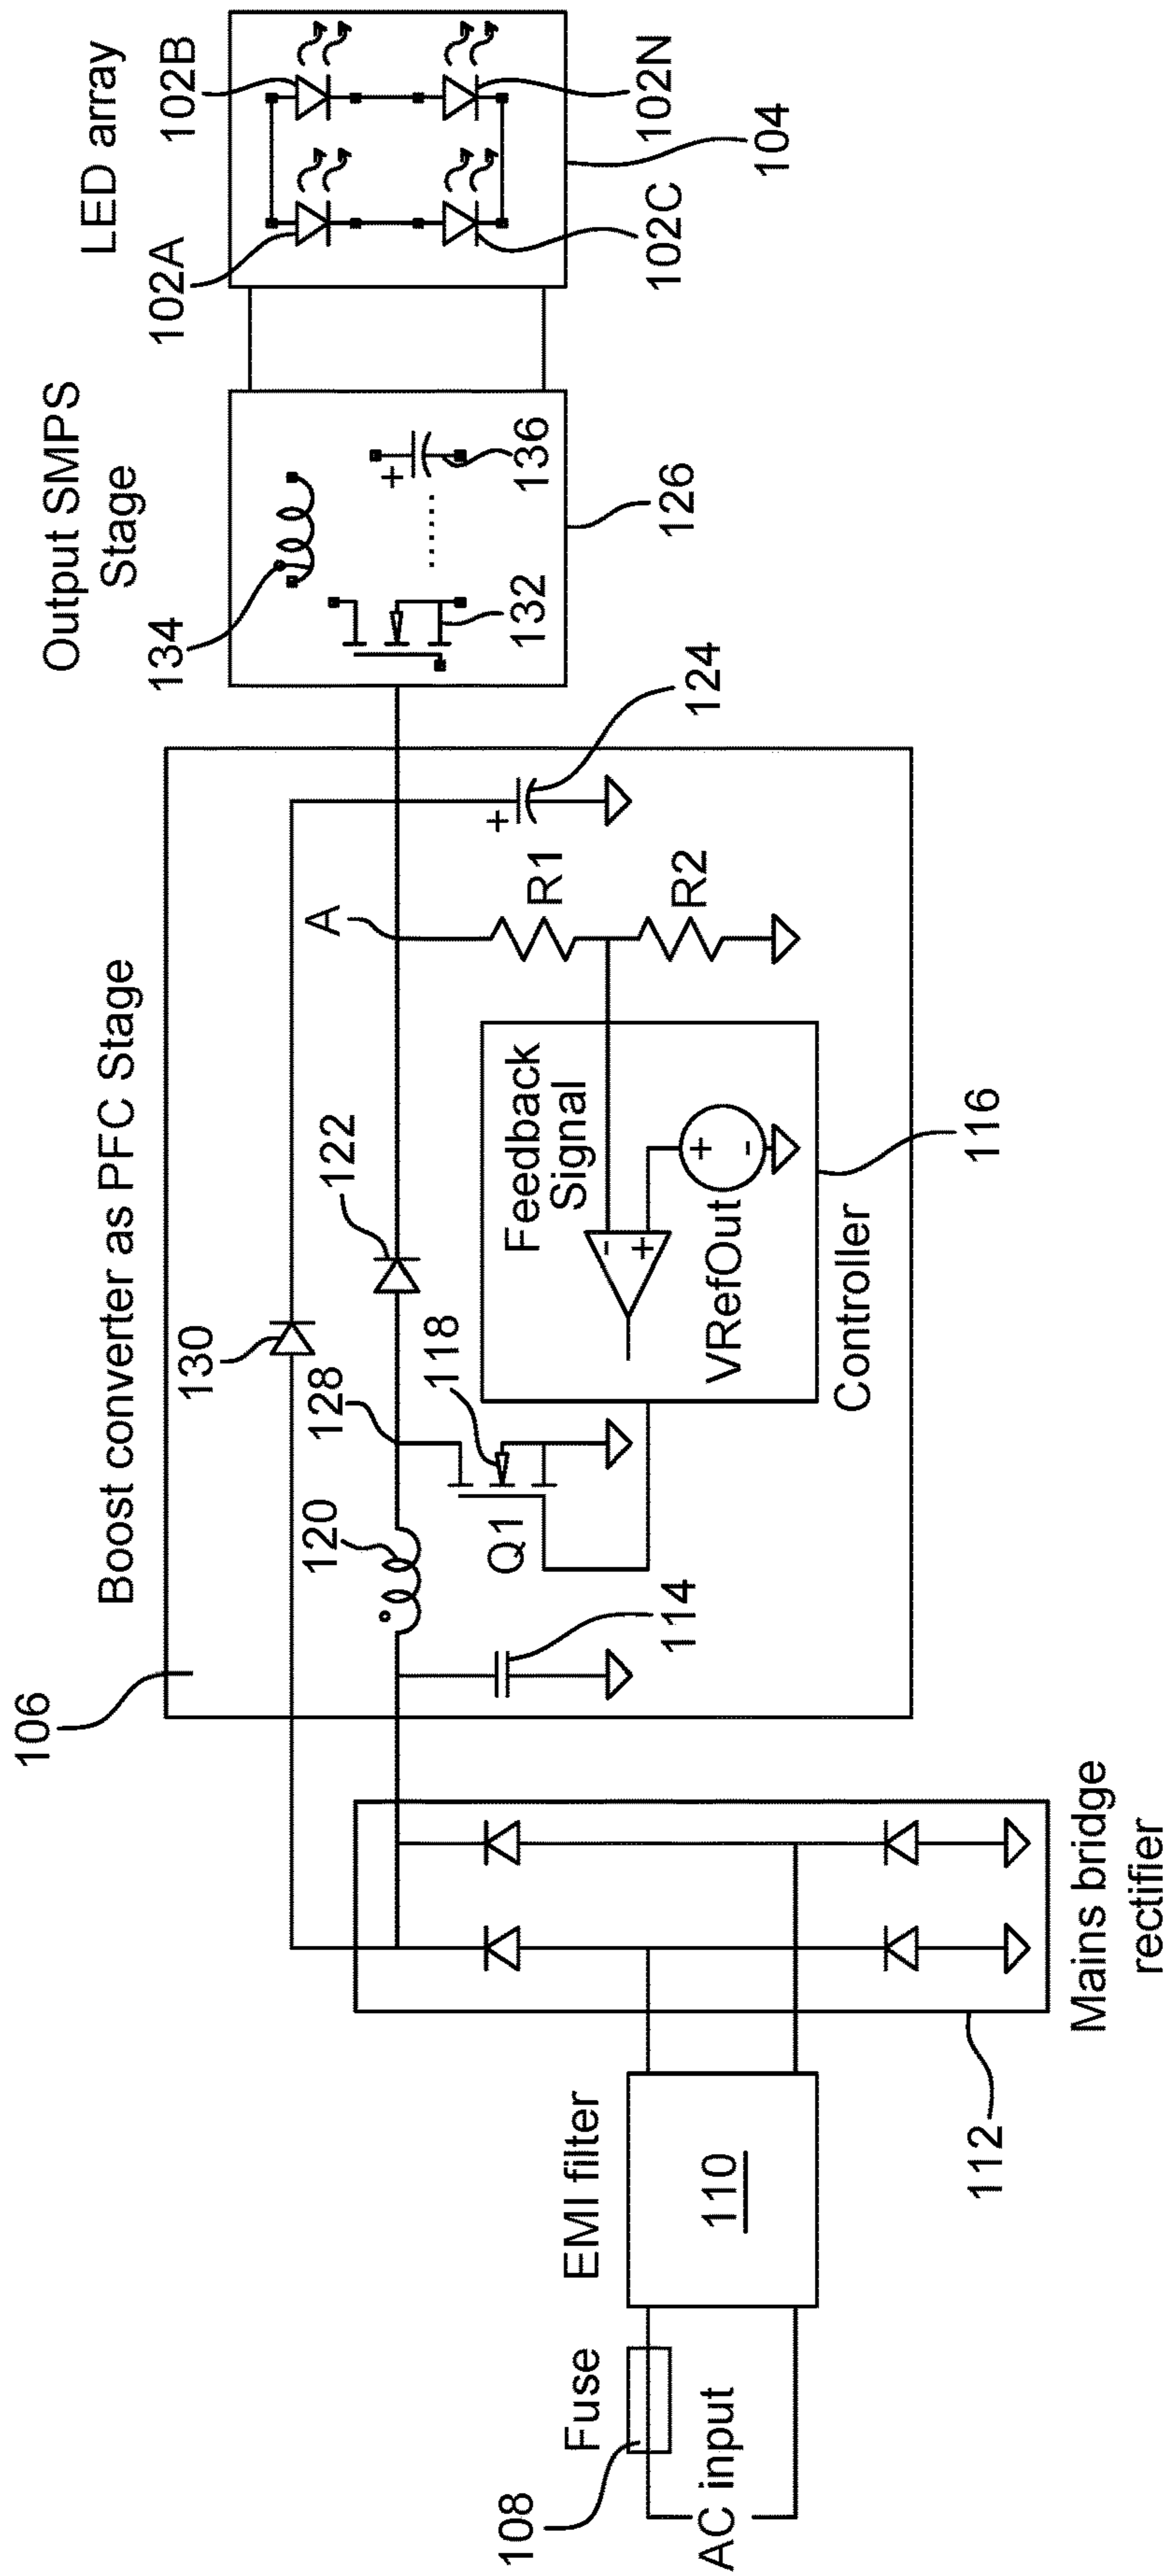 106
Boost converter as PFC Stage
Output SMPS
Stage
LED array
134
102A
102B
130
128
122
A
120
118
Q1
114
Feedback
Signal
-
+
VRefOut
+
-
Controller
116
R1
R2
+
124
132
+
......
136
126
102C
102N
104
108
Fuse
AC input
EMI filter
110
112
Mains bridge
rectifier